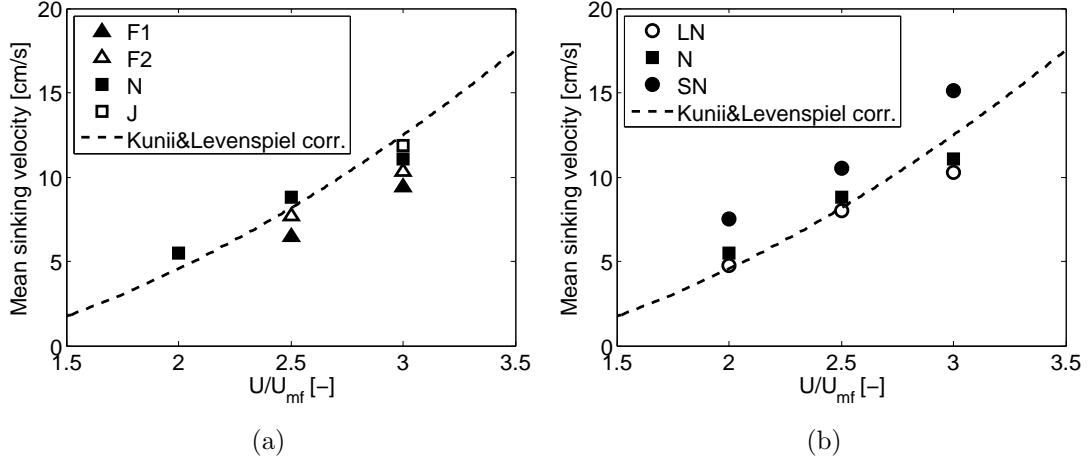 Mean sinking velocity [cm/s]
20
15
10
5
0
F1
F2
N
J
Kunii&Levenspiel corr.
1.5 2 2.5 3 3.5
U/Umf [−]
(a)
Mean sinking velocity [cm/s]
20
15
10
5
0
LN
N
SN
Kunii&Levenspiel corr.
1.5 2 2.5 3 3.5
U/Umf [−]
(b)